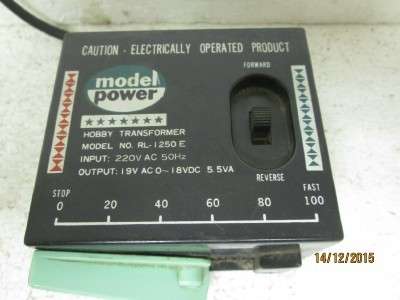 CAUTION - ELECTRICALLY OPERATED PRODUCT
model
power
HOBBY TRANSFORMER
MODEL NO. RL-1250E
INPUT: 220V AC 50Hz
OUTPUT: 19V AC 0~18VDC 5.5VA
FORWARD
REVERSE
STOP FAST
0 20 40 60 80 100
14/12/2015